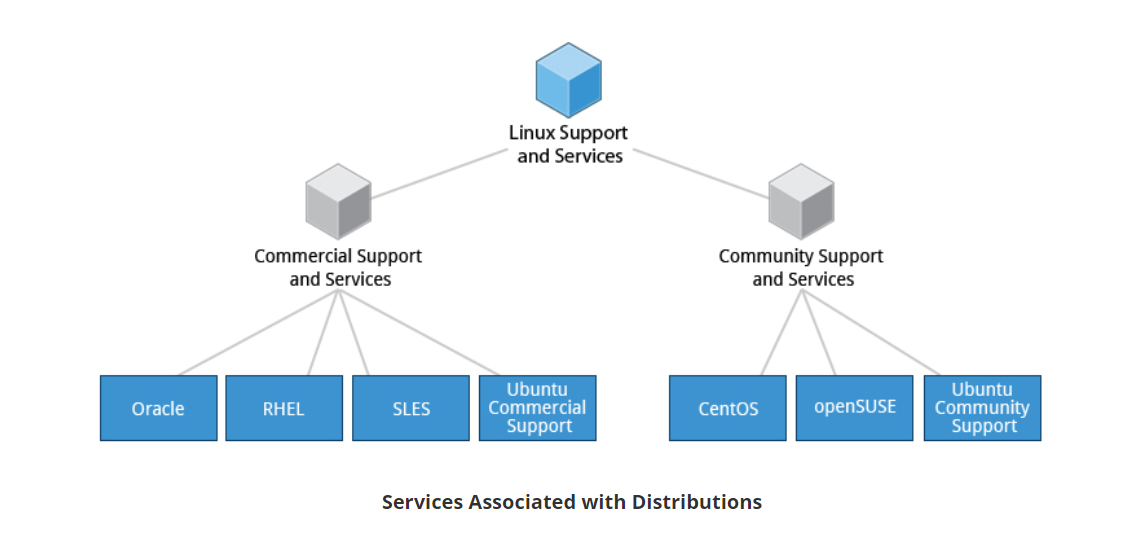 Linux Support
and Services
Commercial Support
and Services
Community Support
and Services
Oracle
RHEL
SLES
Ubuntu
Commercial
Support
CentOS
openSUSE
Ubuntu
Community
Support
Services Associated with Distributions